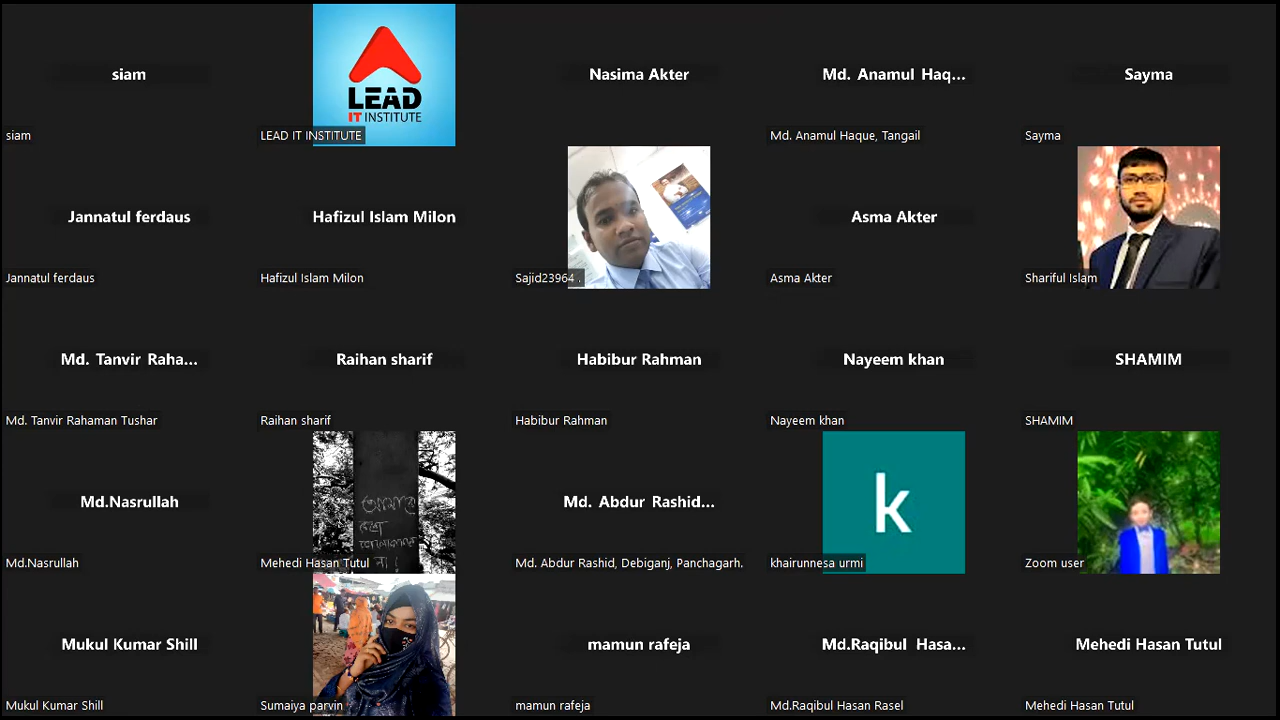 siam
siam
LEAD
IT INSTITUTE
LEAD IT INSTITUTE
Nasima Akter
Md. Anamul Haq...
Md. Anamul Haque, Tangail
Sayma
Sayma
Jannatul ferdaus
Jannatul ferdaus
Hafizul Islam Milon
Hafizul Islam Milon
Sajid23964 .
Asma Akter
Asma Akter
Shariful Islam
Md. Tanvir Raha...
Md. Tanvir Rahaman Tushar
Raihan sharif
Raihan sharif
Habibur Rahman
Habibur Rahman
Nayeem khan
Nayeem khan
SHAMIM
SHAMIM
Md.Nasrullah
Md.Nasrullah
আমারে
না!
Mehedi Hasan Tutul
Md. Abdur Rashid...
Md. Abdur Rashid, Debiganj, Panchagarh.
k
khairunnesa urmi
Zoom user
Mukul Kumar Shill
Mukul Kumar Shill
Sumaiya parvin
mamun rafeja
mamun rafeja
Md.Raqibul Hasa...
Md.Raqibul Hasan Rasel
Mehedi Hasan Tutul
Mehedi Hasan Tutul